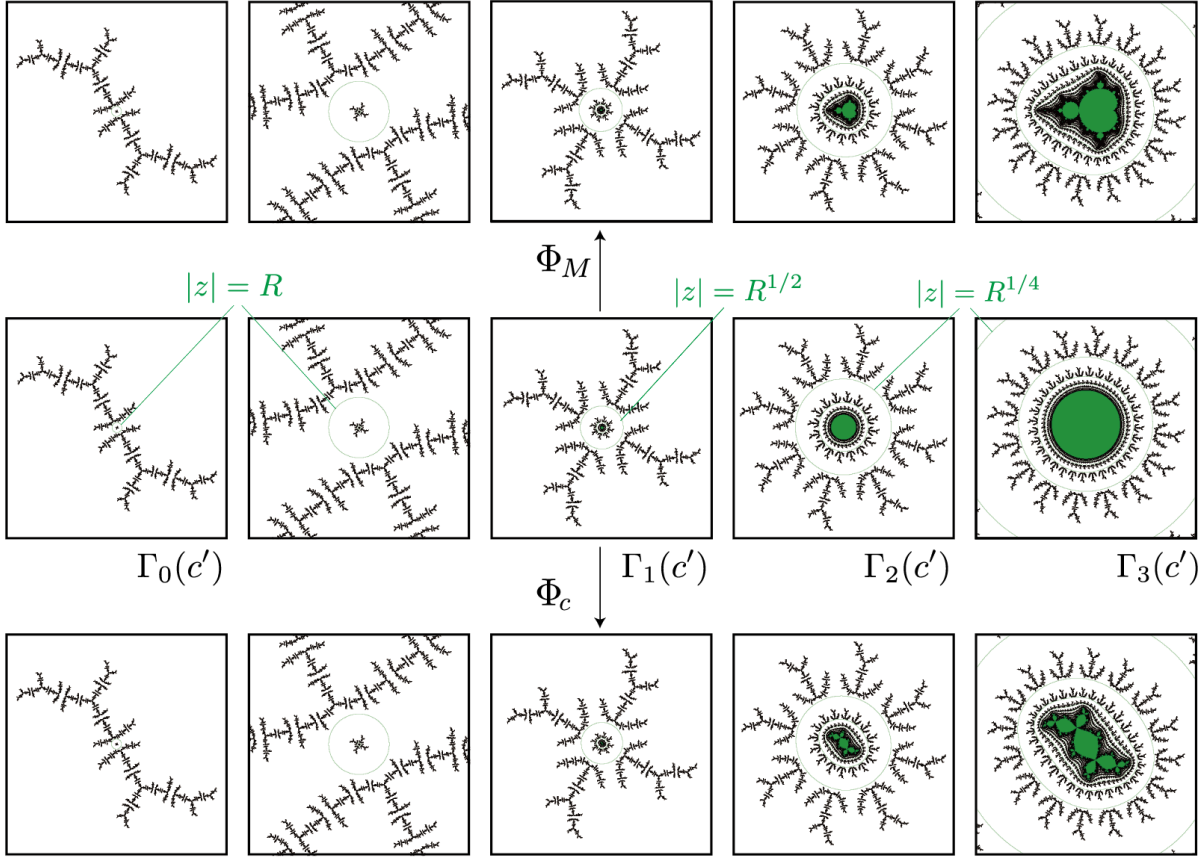 Φ_M
|z| = R
|z| = R^{1/2}
|z| = R^{1/4}
Γ_0(c′)
Γ_1(c′)
Γ_2(c′)
Γ_3(c′)
Φ_c